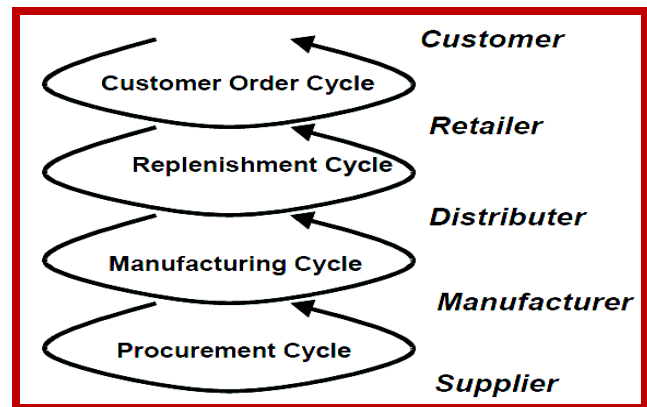 Customer
Customer Order Cycle
Retailer
Replenishment Cycle
Distributer
Manufacturing Cycle
Manufacturer
Procurement Cycle
Supplier